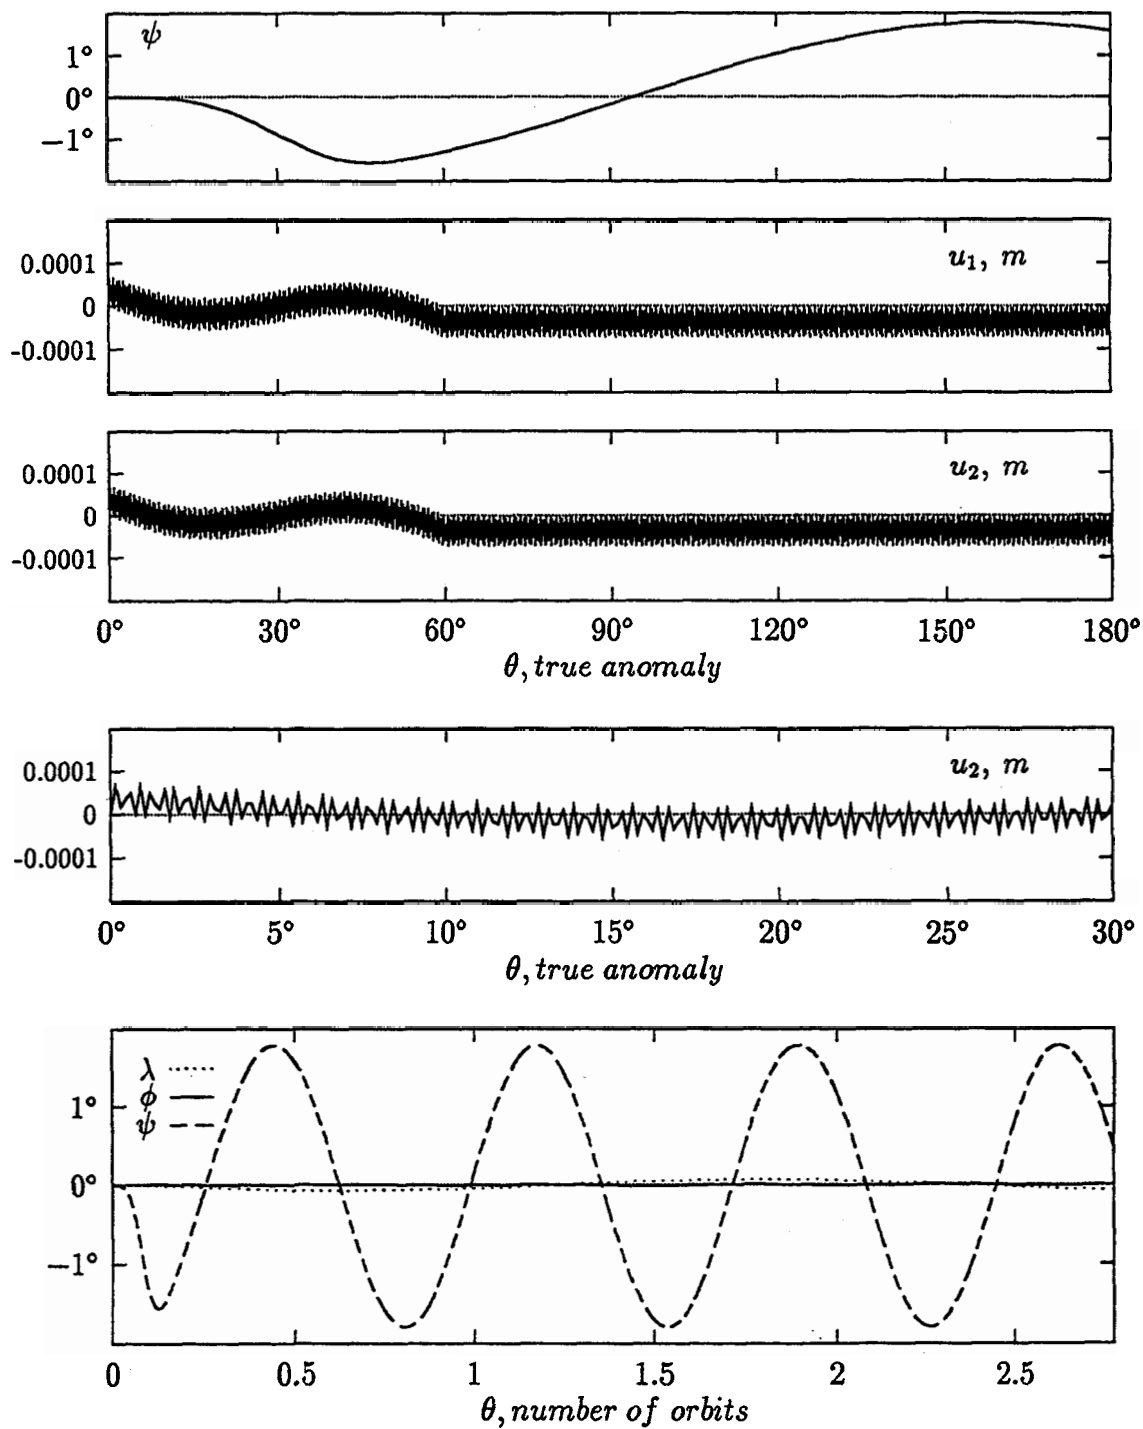 ψ
1°
0°
−1°
u₁, m
0.0001
0
-0.0001
u₂, m
0.0001
0
-0.0001
0° 30° 60° 90° 120° 150° 180°
θ, true anomaly
u₂, m
0.0001
0
-0.0001
0° 5° 10° 15° 20° 25° 30°
θ, true anomaly
λ
1° ϕ
ψ
0°
−1°
0 0.5 1 1.5 2 2.5
θ, number of orbits